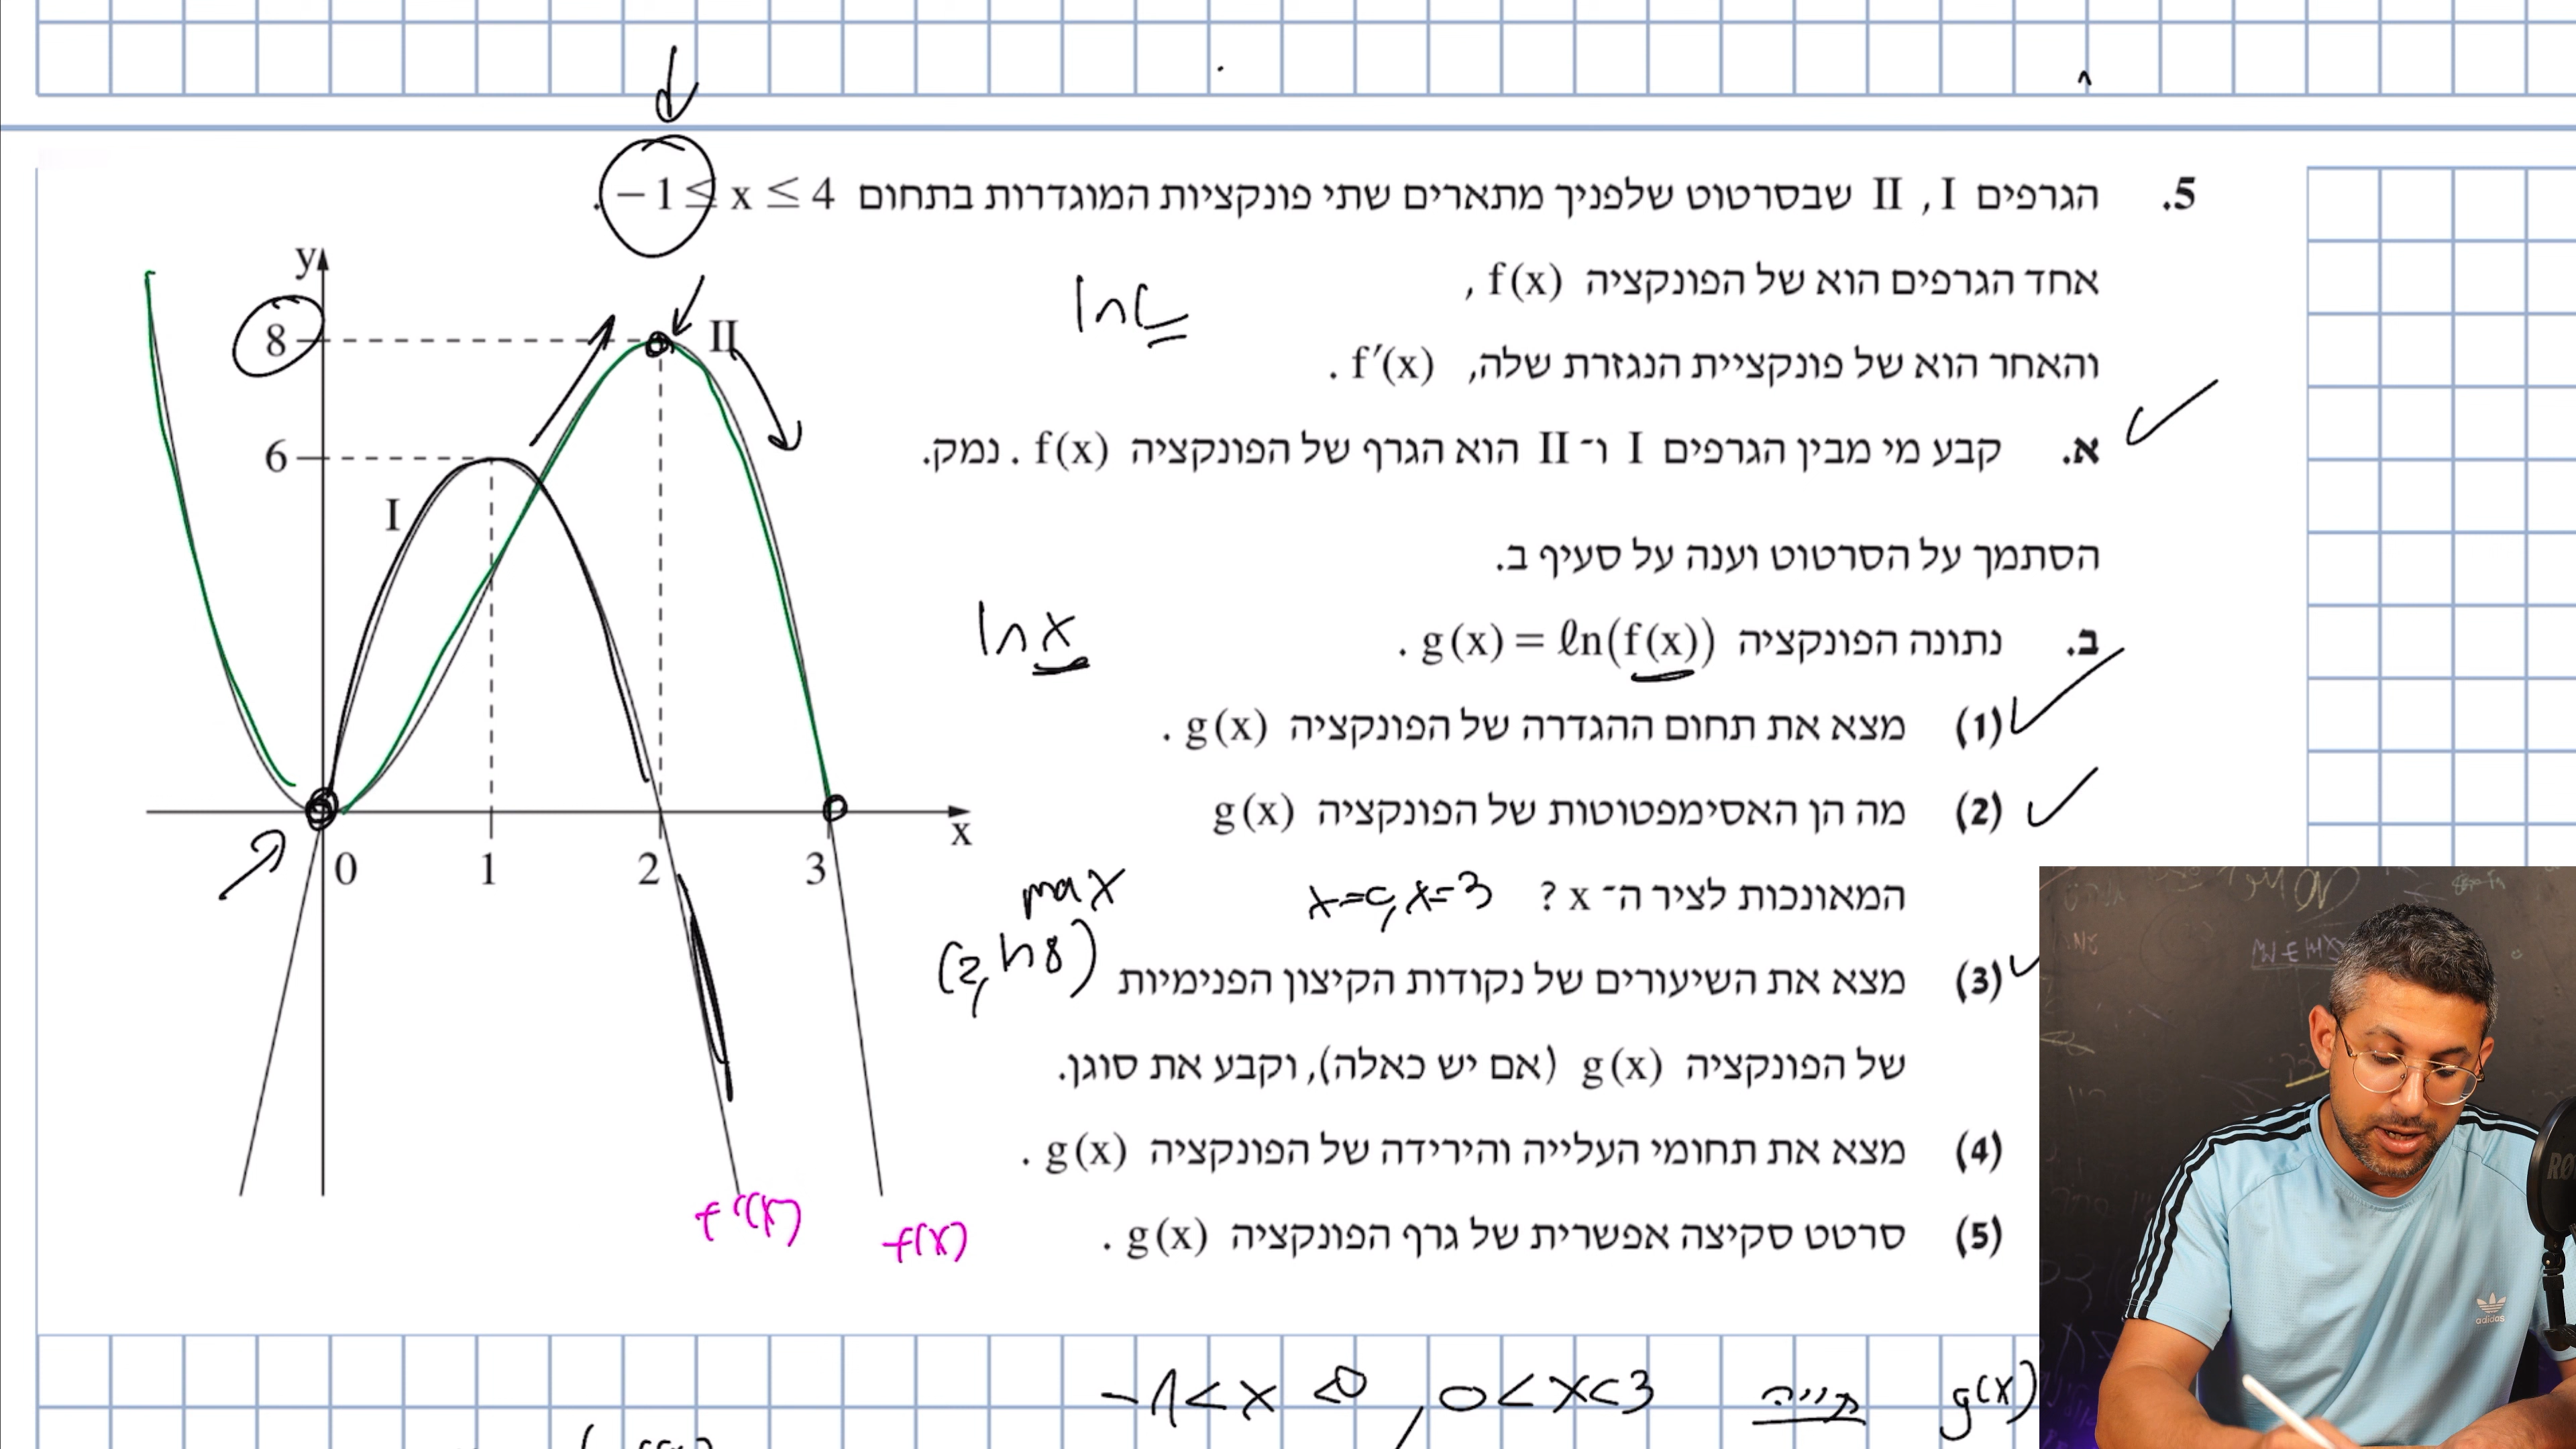 5. הגרפים I , II שבסרטוט שלפניך מתארים שתי פונקציות המוגדרות בתחום -1 ≤ x ≤ 4 .
אחד הגרפים הוא של הפונקציה f(x) ,
והאחר הוא של פונקציית הנגזרת שלה, f′(x) .
א. קבע מי מבין הגרפים I ו־ II הוא הגרף של הפונקציה f(x) . נמק.
הסתמך על הסרטוט וענה על סעיף ב.
ב. נתונה הפונקציה g(x) = ℓn(f(x)) .
ln x
(1) מצא את תחום ההגדרה של הפונקציה g(x) .
(2) מה הן האסימפטוטות של הפונקציה g(x)
המאונכות לציר ה־ x ? x=0, x=3
(3) מצא את השיעורים של נקודות הקיצון הפנימיות
max
(2, ln8)
של הפונקציה g(x) (אם יש כאלה), וקבע את סוגן.
(4) מצא את תחומי העלייה והירידה של הפונקציה g(x) .
(5) סרטט סקיצה אפשרית של גרף הפונקציה g(x) .
y
8
II
6
I
0 1 2 3 x
f′(x)
f(x)
g(x) -1<x<0 , 0<x<3
adidas